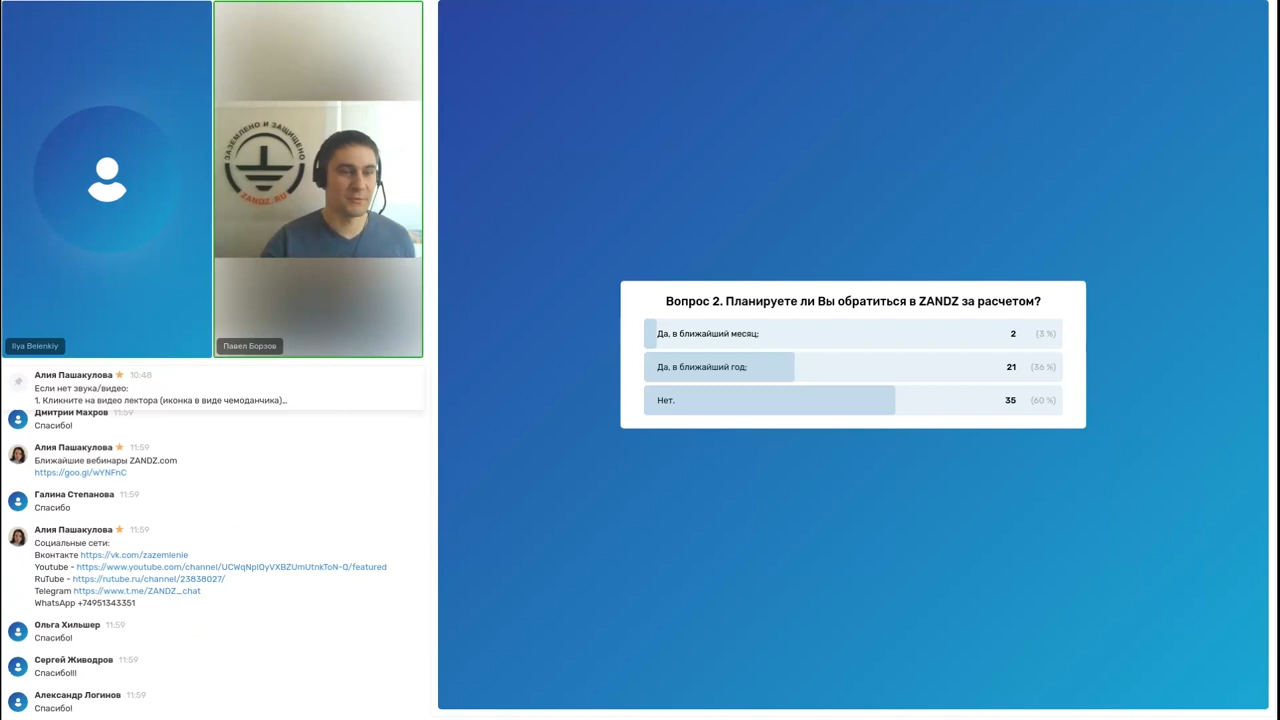 ЗАЗЕМЛЕНО И ЗАЩИЩЕНО
ZANDZ.RU
Ilya Belenkiy
Павел Борзов
Алия Пашакулова 10:48
Если нет звука/видео:
1. Кликните на видео лектора (иконка в виде чемоданчика)...
Дмитрий Махров 11:59
Спасибо!
Алия Пашакулова 11:59
Ближайшие вебинары ZANDZ.com
https://goo.gl/wYNFnC
Галина Степанова 11:59
Спасибо
Алия Пашакулова 11:59
Социальные сети:
Вконтакте https://vk.com/zazemlenie
Youtube - https://www.youtube.com/channel/UCWqNplQyVXBZUmUtnkToN-Q/featured
RuTube - https://rutube.ru/channel/23838027/
Telegram https://www.t.me/ZANDZ_chat
WhatsApp +74951343351
Ольга Хильшер 11:59
Спасибо!
Сергей Живодров 11:59
Спасибо!!!
Александр Логинов 11:59
Спасибо!
Вопрос 2. Планируете ли Вы обратиться в ZANDZ за расчетом?
Да, в ближайший месяц; 2 (3 %)
Да, в ближайший год; 21 (36 %)
Нет. 35 (60 %)